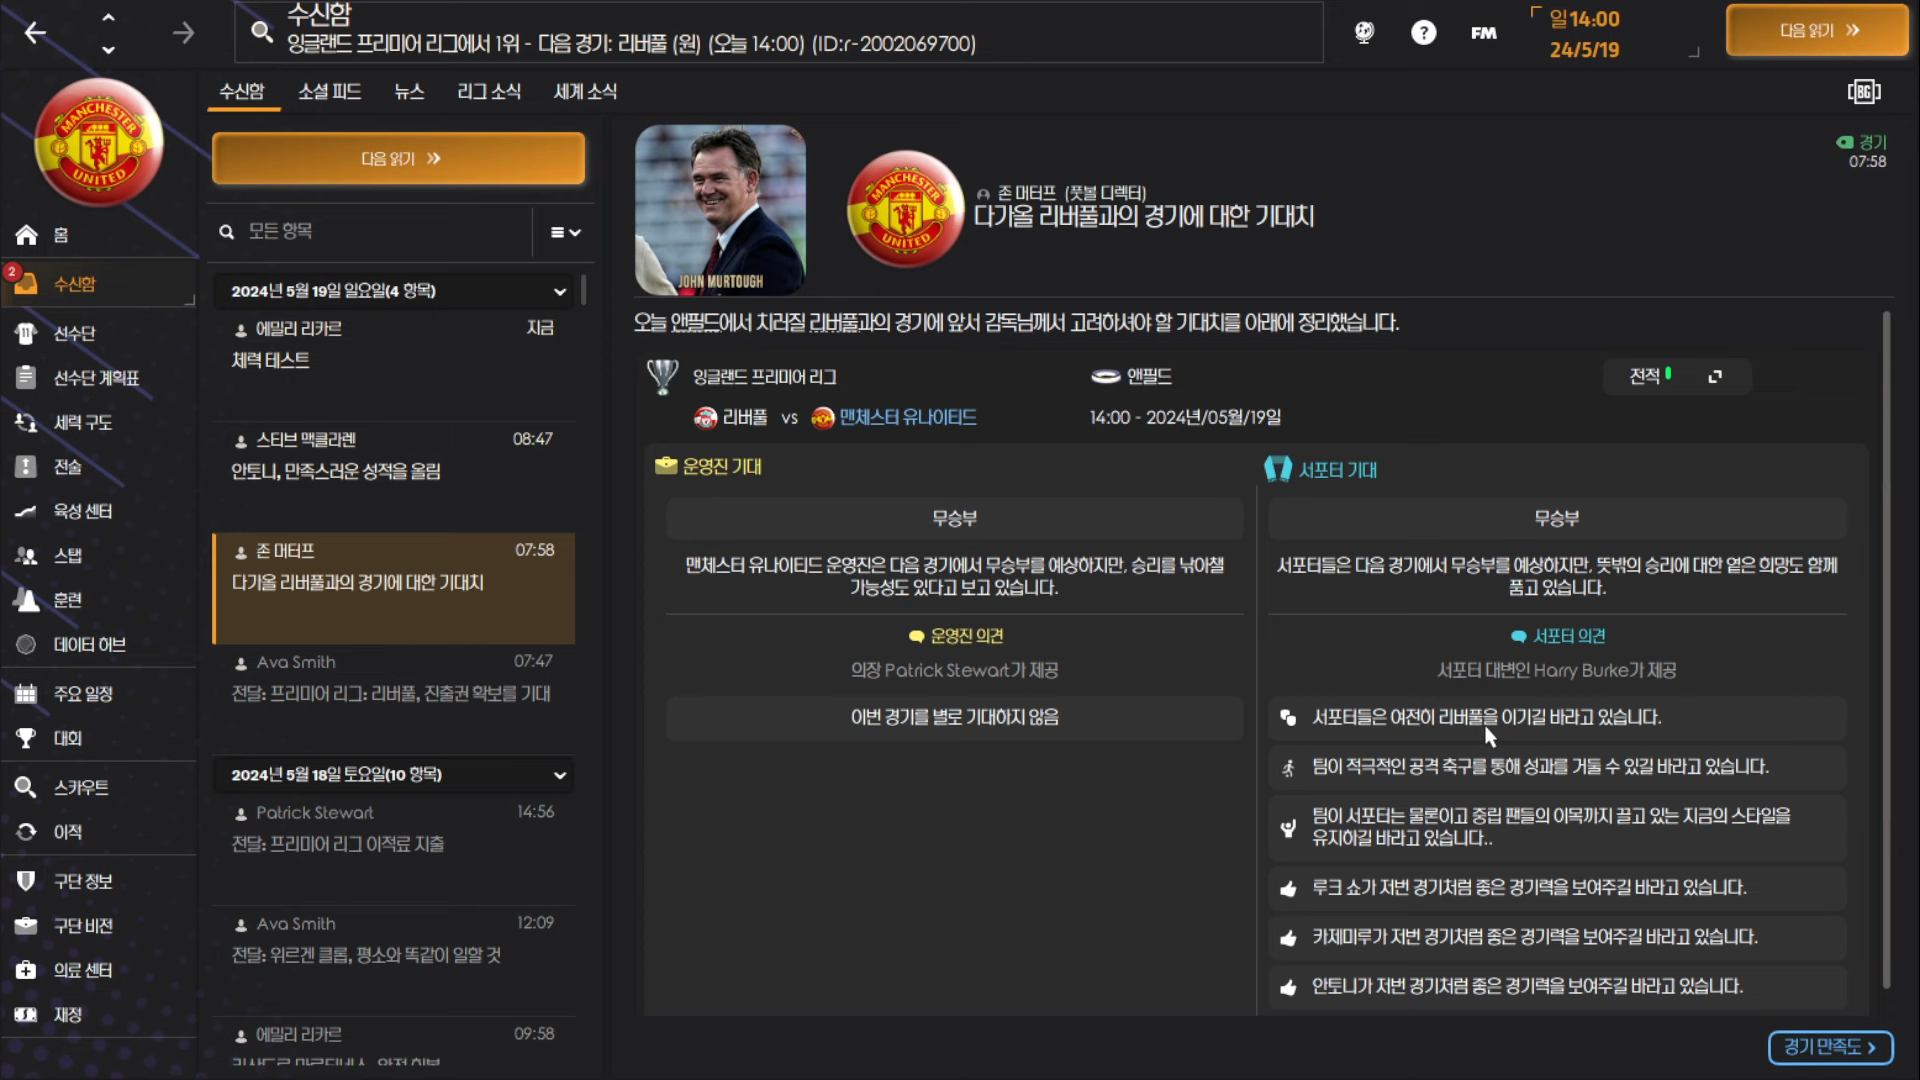 수신함
잉글랜드 프리미어 리그에서 1위 - 다음 경기: 리버풀 (원) (오늘 14:00) (ID:r-2002069700)
FM
일14:00
24/5/19
다음 읽기
MANCHESTER
UNITED
수신함
소셜 피드
뉴스
리그 소식
세계 소식
[BG]
홈
2
수신함
선수단
선수단 계획표
세력 구도
전술
육성 센터
스탭
훈련
데이터 허브
주요 일정
대회
스카우트
이적
구단 정보
구단 비전
의료 센터
재정
다음 읽기
모든 항목
2024년 5월 19일 일요일(4 항목)
에밀리 리카르
지금
체력 테스트
스티브 맥클라렌
08:47
안토니, 만족스러운 성적을 올림
존 머터프
07:58
다가올 리버풀과의 경기에 대한 기대치
Ava Smith
07:47
전달: 프리미어 리그: 리버풀, 진출권 확보를 기대
2024년 5월 18일 토요일(10 항목)
Patrick Stewart
14:56
전달: 프리미어 리그 이적료 지출
Ava Smith
12:09
전달: 위르겐 클롭, 평소와 똑같이 일할 것
에밀리 리카르
09:58
JOHN MURTOUGH
MANCHESTER
UNITED
존 머터프 (풋볼 디렉터)
다가올 리버풀과의 경기에 대한 기대치
경기
07:58
오늘 앤필드에서 치러질 리버풀과의 경기에 앞서 감독님께서 고려하셔야 할 기대치를 아래에 정리했습니다.
잉글랜드 프리미어 리그
앤필드
전적
리버풀 vs 맨체스터 유나이티드
14:00 - 2024년/05월/19일
운영진 기대
무승부
맨체스터 유나이티드 운영진은 다음 경기에서 무승부를 예상하지만, 승리를 낚아챌
가능성도 있다고 보고 있습니다.
운영진 의견
의장 Patrick Stewart가 제공
이번 경기를 별로 기대하지 않음
서포터 기대
무승부
서포터들은 다음 경기에서 무승부를 예상하지만, 뜻밖의 승리에 대한 옅은 희망도 함께
품고 있습니다.
서포터 의견
서포터 대변인 Harry Burke가 제공
서포터들은 여전히 리버풀을 이기길 바라고 있습니다.
팀이 적극적인 공격 축구를 통해 성과를 거둘 수 있길 바라고 있습니다.
팀이 서포터는 물론이고 중립 팬들의 이목까지 끌고 있는 지금의 스타일을
유지하길 바라고 있습니다..
루크 쇼가 저번 경기처럼 좋은 경기력을 보여주길 바라고 있습니다.
카제미루가 저번 경기처럼 좋은 경기력을 보여주길 바라고 있습니다.
안토니가 저번 경기처럼 좋은 경기력을 보여주길 바라고 있습니다.
경기 만족도